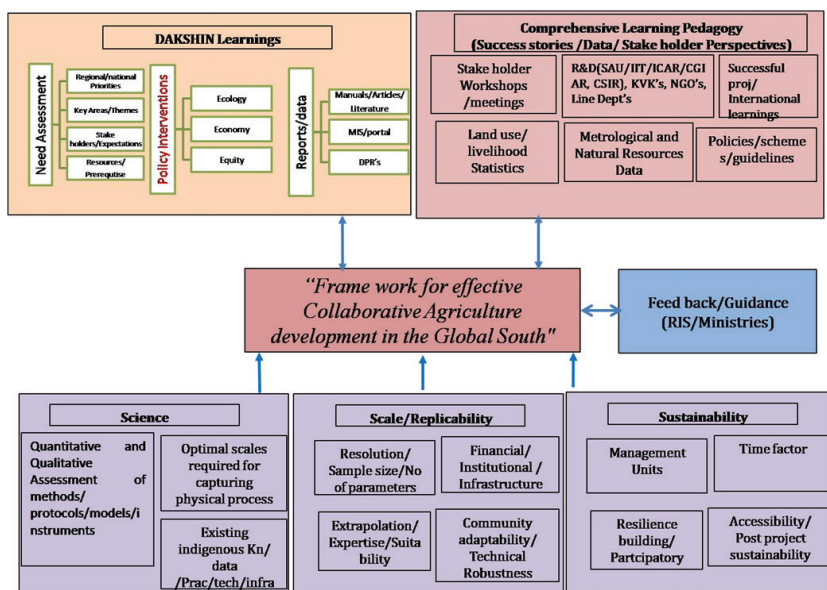 DAKSHIN Learnings
Need Assessment
Regional/national
Priorities
Key Areas/Themes
Stake
holders/Expectations
Resources/
Prerequtise
Policy Interventions
Ecology
Economy
Equity
Reports/data
Manuals/Articles/
Literature
MIS/portal
DPR's
Comprehensive Learning Pedagogy
(Success stories /Data/ Stake holder Perspectives)
Stake holder
Workshops
/meetings
R&D(SAU/IIT/ICAR/CGI
AR, CSIR), KVK's, NGO's,
Line Dept's
Successful
proj/
International
learnings
Land use/
livelihood
Statistics
Metrological and
Natural Resources
Data
Policies/scheme
s/guidelines
"Frame work for effective
Collaborative Agriculture
development in the Global South"
Feed back/Guidance
(RIS/Ministries)
Science
Quantitative and
Qualitative
Assessment of
methods/
protocols/models/i
nstruments
Optimal scales
required for
capturing
physical process
Existing
indigenous Kn/
data
/Prac/tech/infra
Scale/Replicability
Resolution/
Sample size/No
of parameters
Financial/
Institutional /
Infrastructure
Extrapolation/
Expertise/Suita
bility
Community
adaptability/
Technical
Robustness
Sustainability
Management
Units
Time factor
Resilience
building/
Partcipatory
Accessibility/
Post project
sustainability